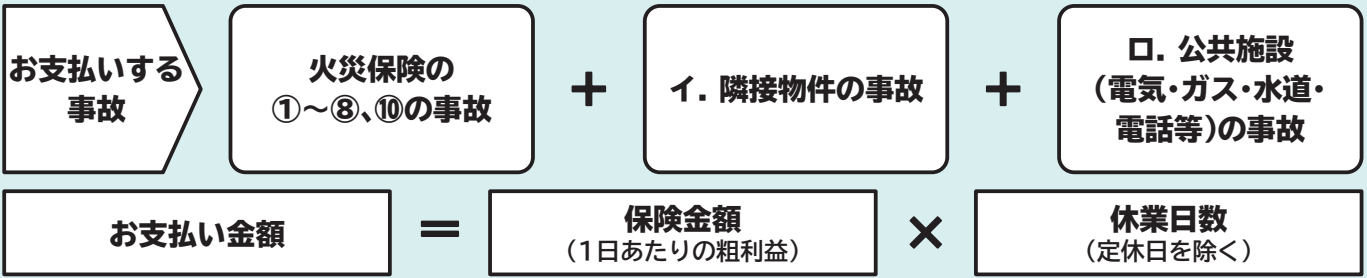 お支払いする
事故
火災保険の
①～⑧、⑩の事故
＋
イ. 隣接物件の事故
＋
ロ. 公共施設
（電気・ガス・水道・
電話等）の事故
お支払い金額
＝
保険金額
（1日あたりの粗利益）
×
休業日数
（定休日を除く）